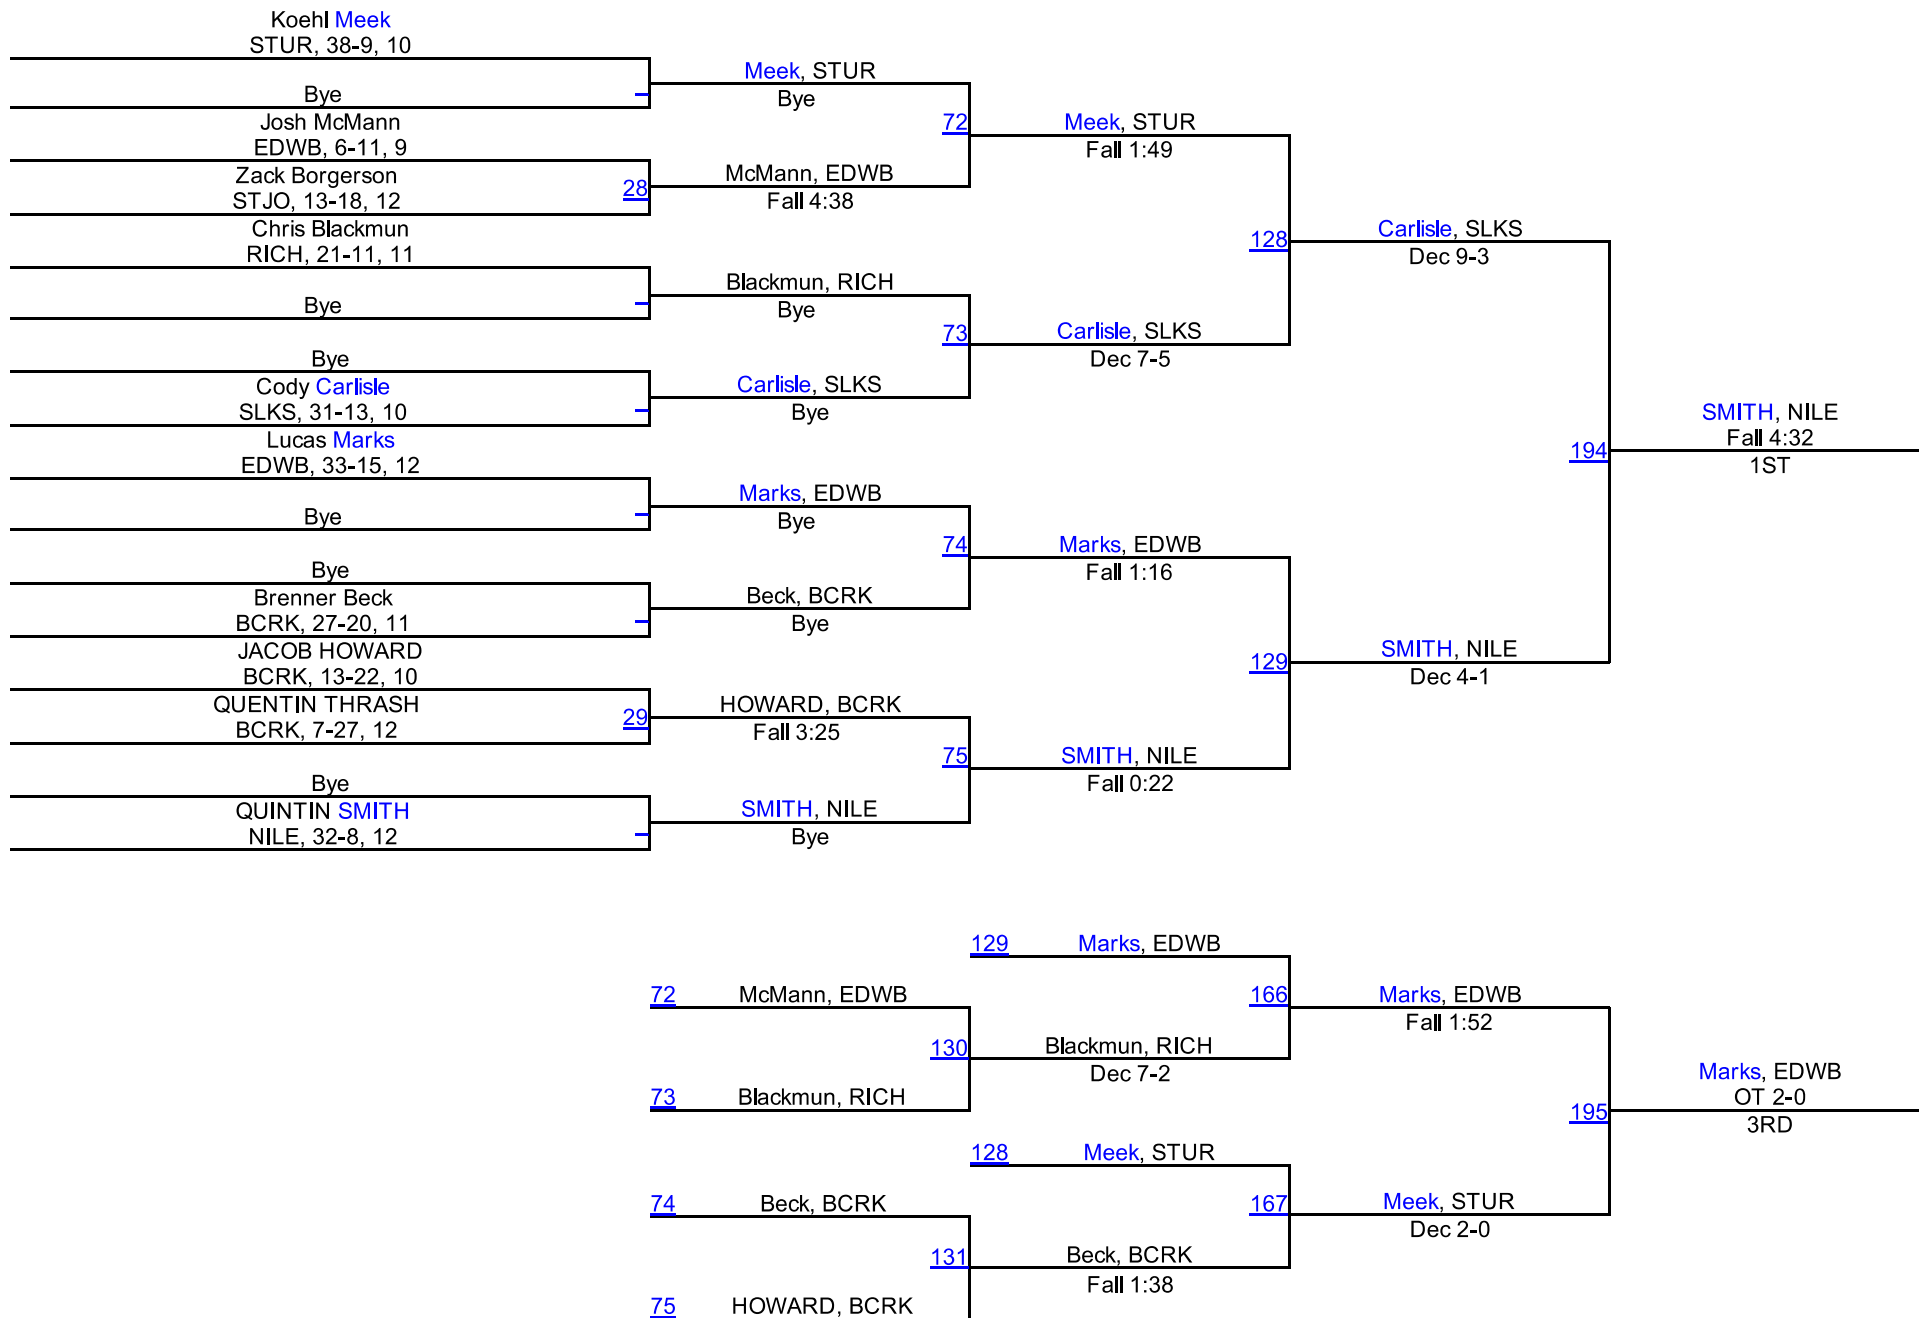 Koehl Meek
STUR, 38-9, 10
Bye
Josh McMann
EDWB, 6-11, 9
Zack Borgerson
STJO, 13-18, 12
28
Chris Blackmun
RICH, 21-11, 11
Bye
Bye
Cody Carlisle
SLKS, 31-13, 10
Lucas Marks
EDWB, 33-15, 12
Bye
Bye
Brenner Beck
BCRK, 27-20, 11
JACOB HOWARD
BCRK, 13-22, 10
QUENTIN THRASH
BCRK, 7-27, 12
29
Bye
QUINTIN SMITH
NILE, 32-8, 12
Meek, STUR
Bye
72
McMann, EDWB
Fall 4:38
Blackmun, RICH
Bye
73
Carlisle, SLKS
Bye
Marks, EDWB
Bye
74
Beck, BCRK
Bye
HOWARD, BCRK
Fall 3:25
75
SMITH, NILE
Bye
Meek, STUR
Fall 1:49
128
Carlisle, SLKS
Dec 7-5
Marks, EDWB
Fall 1:16
129
SMITH, NILE
Fall 0:22
Carlisle, SLKS
Dec 9-3
194
SMITH, NILE
Dec 4-1
SMITH, NILE
Fall 4:32
1ST
129 Marks, EDWB
72 McMann, EDWB
166
130
Blackmun, RICH
Dec 7-2
73 Blackmun, RICH
128 Meek, STUR
74 Beck, BCRK
167
131
Beck, BCRK
Fall 1:38
75 HOWARD, BCRK
Marks, EDWB
Fall 1:52
195
Meek, STUR
Dec 2-0
Marks, EDWB
OT 2-0
3RD